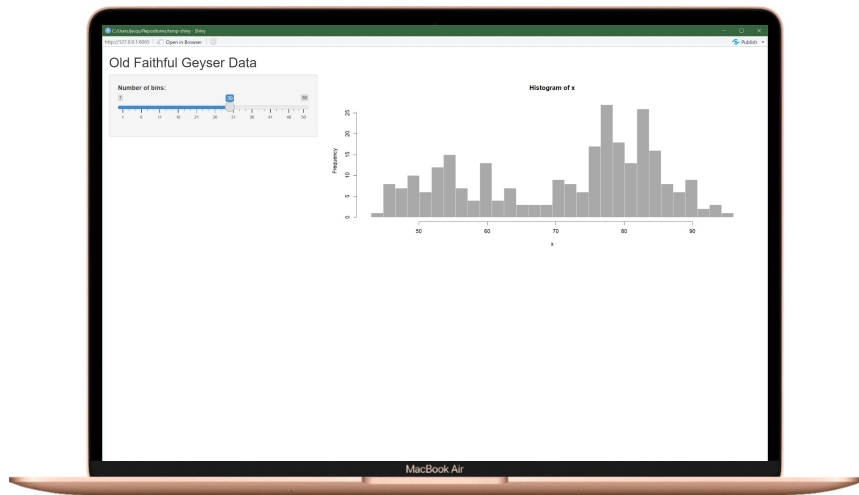 C:/Users/jacqu/Repositories/temp-shiny - Shiny
http://127.0.0.1:6065 Open in Browser Publish
Old Faithful Geyser Data
Number of bins:
1 30 50
1 6 11 16 21 26 31 36 41 46 50
Histogram of x
Frequency
25
20
15
10
5
0
50 60 70 80 90
x
MacBook Air